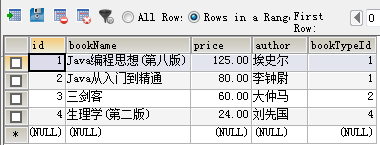 All Rows
Rows in a Range
First Row:
0
id bookName price author bookTypeId
1 Java编程思想(第八版) 125.00 埃史尔 1
2 Java从入门到精通 80.00 李钟尉 1
3 三剑客 60.00 大仲马 2
4 生理学(第二版) 24.00 刘先国 4
* (NULL) (NULL) (NULL) (NULL) (NULL)